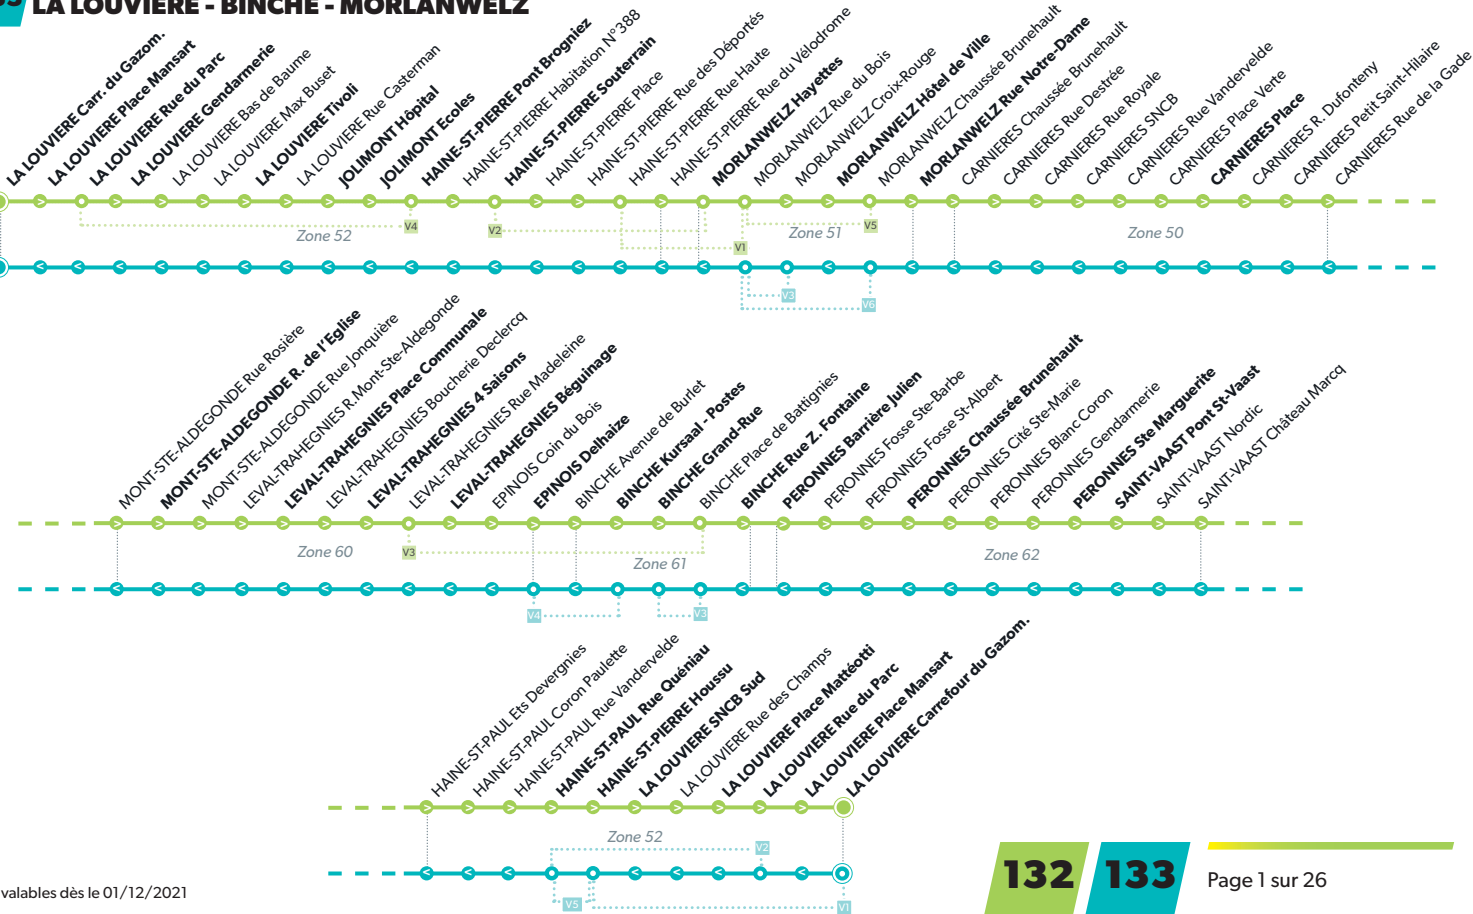 33 LA LOUVIERE - BINCHE - MORLANWELZ
LA LOUVIERE Carr. du Gazom.
LA LOUVIERE Place Mansart
LA LOUVIERE Rue du Parc
LA LOUVIERE Gendarmerie
LA LOUVIERE Bas de Baume
LA LOUVIERE Max Buset
LA LOUVIERE Tivoli
LA LOUVIERE Rue Casterman
JOLIMONT Hôpital
JOLIMONT Ecoles
HAINE-ST-PIERRE Pont Brogniez
HAINE-ST-PIERRE Habitation N°388
HAINE-ST-PIERRE Souterrain
HAINE-ST-PIERRE Place
HAINE-ST-PIERRE Rue des Déportés
HAINE-ST-PIERRE Rue Haute
HAINE-ST-PIERRE Rue du Vélodrome
MORLANWELZ Hayettes
MORLANWELZ Rue du Bois
MORLANWELZ Croix-Rouge
MORLANWELZ Hôtel de Ville
MORLANWELZ Chaussée Brunehault
MORLANWELZ Rue Notre-Dame
CARNIERES Chaussée Brunehault
CARNIERES Rue Destrée
CARNIERES Rue Royale
CARNIERES SNCB
CARNIERES Rue Vandervelde
CARNIERES Place Verte
CARNIERES Place
CARNIERES R. Dufonteny
CARNIERES Petit Saint-Hilaire
CARNIERES Rue de la Gade
V4
V2
V1
V5
Zone 52
Zone 51
Zone 50
V3
V6
MONT-STE-ALDEGONDE Rue Rosière
MONT-STE-ALDEGONDE R. de l'Eglise
MONT-STE-ALDEGONDE Rue Jonquière
LEVAL-TRAHEGNIES R.Mont-Ste-Aldegonde
LEVAL-TRAHEGNIES Place Communale
LEVAL-TRAHEGNIES Boucherie Declercq
LEVAL-TRAHEGNIES 4 Saisons
LEVAL-TRAHEGNIES Rue Madeleine
LEVAL-TRAHEGNIES Béguinage
EPINOIS Coin du Bois
EPINOIS Delhaize
BINCHE Avenue de Burlet
BINCHE Kursaal - Postes
BINCHE Grand-Rue
BINCHE Place de Battignies
BINCHE Rue Z. Fontaine
PERONNES Barrière Julien
PERONNES Fosse Ste-Barbe
PERONNES Fosse St-Albert
PERONNES Chaussée Brunehault
PERONNES Cité Ste-Marie
PERONNES Blanc Coron
PERONNES Gendarmerie
PERONNES Ste Marguerite
SAINT-VAAST Pont St-Vaast
SAINT-VAAST Nordic
SAINT-VAAST Château Marcq
Zone 60
V3
Zone 61
Zone 62
V4
V3
HAINE-ST-PAUL Ets Devergnies
HAINE-ST-PAUL Coron Paulette
HAINE-ST-PAUL Rue Vandervelde
HAINE-ST-PAUL Rue Quéniau
HAINE-ST-PIERRE Houssu
LA LOUVIERE SNCB Sud
LA LOUVIERE Rue des Champs
LA LOUVIERE Place Mattéotti
LA LOUVIERE Rue du Parc
LA LOUVIERE Place Mansart
LA LOUVIERE Carrefour du Gazom.
Zone 52
V2
V5
V1
valables dès le 01/12/2021
132 133 Page 1 sur 26